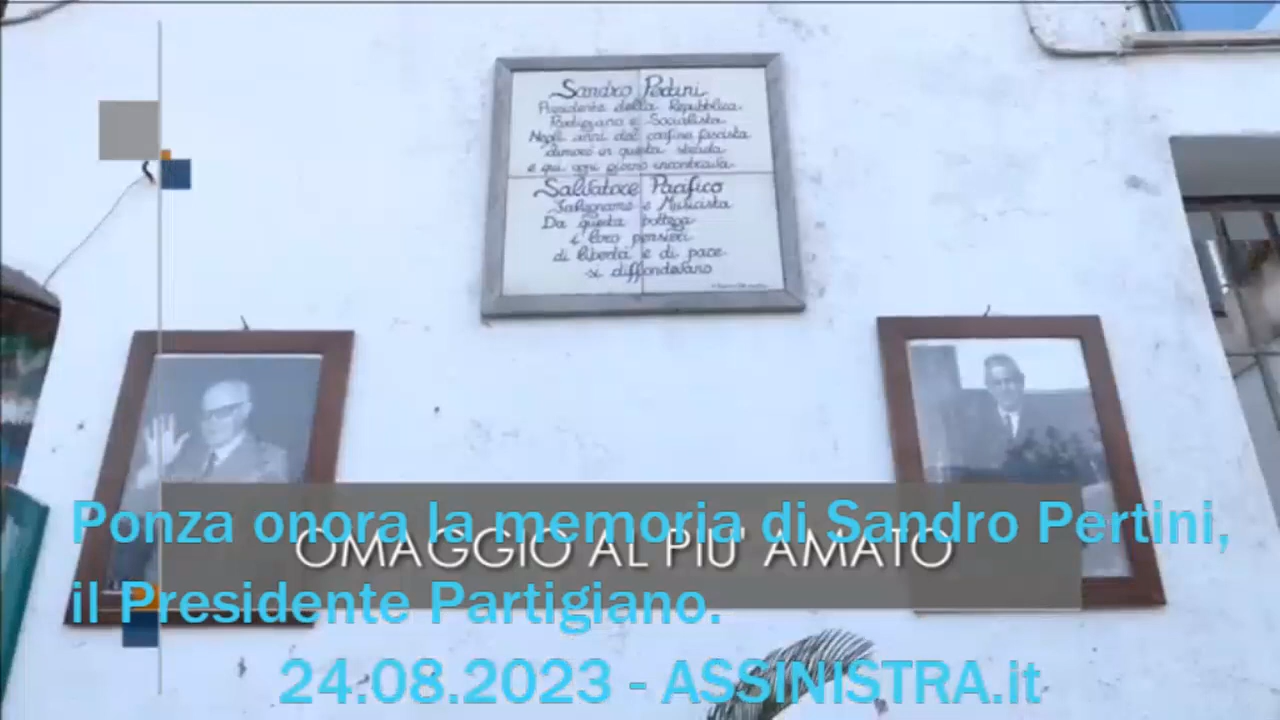 Sandro Pertini
Presidente della Repubblica
Partigiano e Socialista
Negli anni del confino fascista
dimorò in questa strada
e qui ogni giorno incontrava
Salvatore Pacifico
Falegname e Musicista
Da questa bottega
i loro pensieri
di libertà e di pace
si diffondevano
Ponza onora la memoria di Sandro Pertini,
OMAGGIO AL PIU' AMATO
il Presidente Partigiano.
24.08.2023 - ASSINISTRA.it